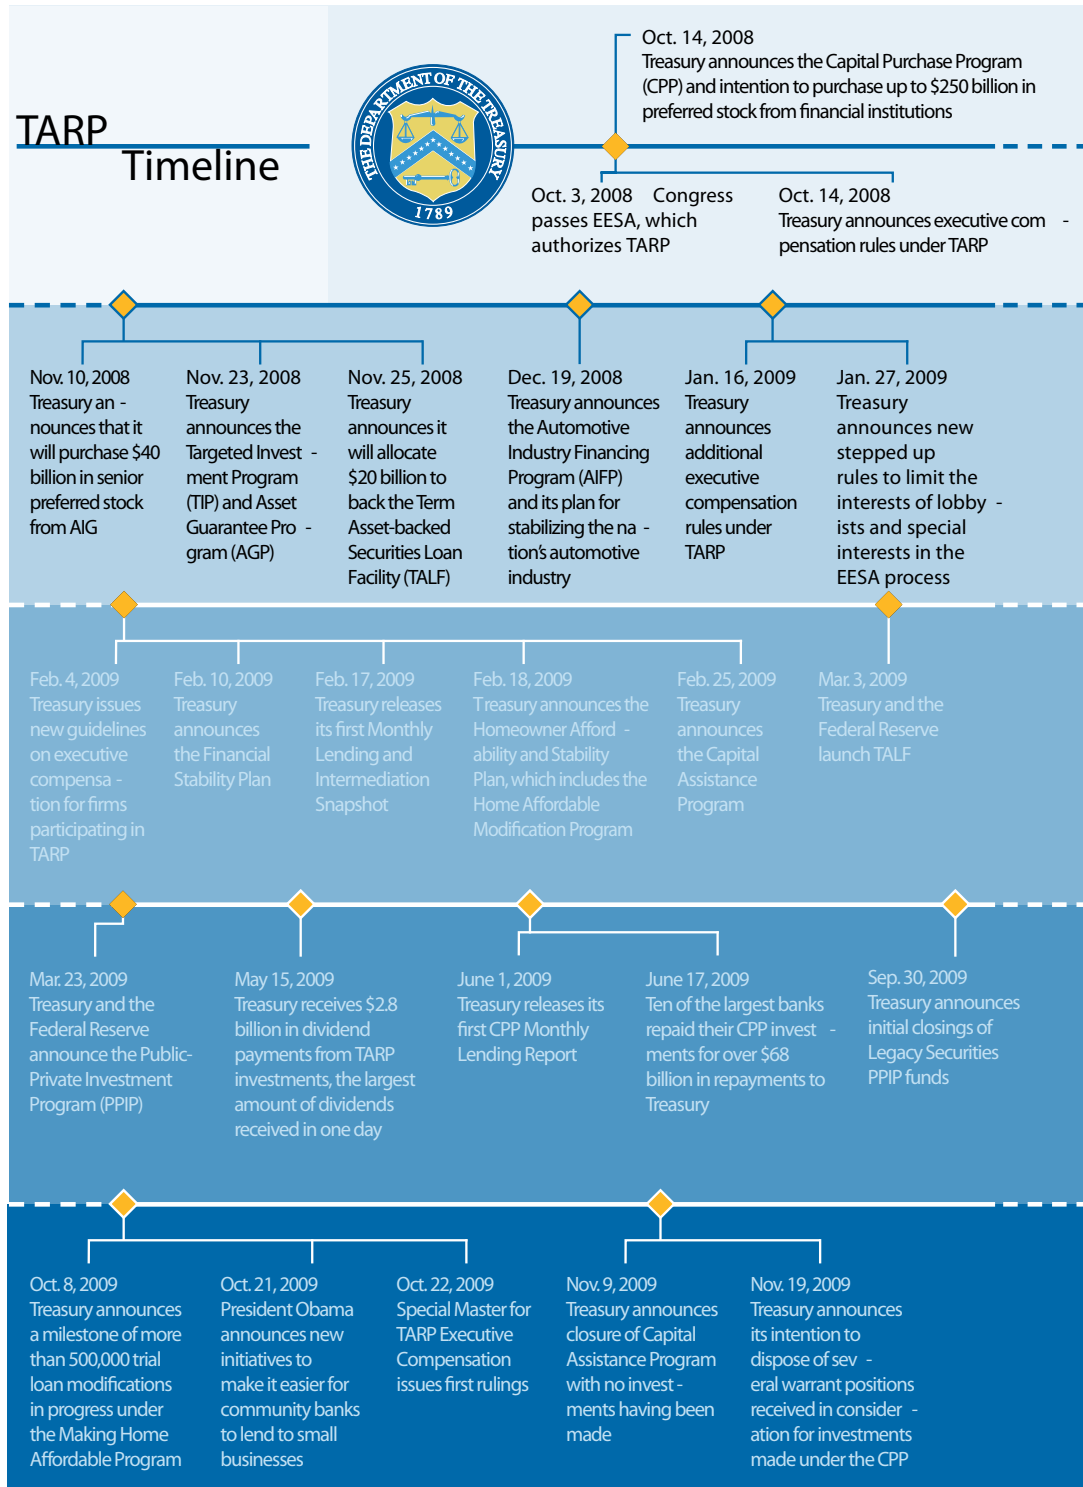 TARP
Timeline
THE DEPARTMENT OF THE TREASURY
1789
Oct. 14, 2008
Treasury announces the Capital Purchase Program
(CPP) and intention to purchase up to $250 billion in
preferred stock from financial institutions
Oct. 3, 2008 Congress
passes EESA, which
authorizes TARP
Oct. 14, 2008
Treasury announces executive com -
pensation rules under TARP
Nov. 10, 2008
Treasury an -
nounces that it
will purchase $40
billion in senior
preferred stock
from AIG
Nov. 23, 2008
Treasury
announces the
Targeted Invest -
ment Program
(TIP) and Asset
Guarantee Pro -
gram (AGP)
Nov. 25, 2008
Treasury
announces it
will allocate
$20 billion to
back the Term
Asset-backed
Securities Loan
Facility (TALF)
Dec. 19, 2008
Treasury announces
the Automotive
Industry Financing
Program (AIFP)
and its plan for
stabilizing the na -
tion's automotive
industry
Jan. 16, 2009
Treasury
announces
additional
executive
compensation
rules under
TARP
Jan. 27, 2009
Treasury
announces new
stepped up
rules to limit the
interests of lobby -
ists and special
interests in the
EESA process
Feb. 4, 2009
Treasury issues
new guidelines
on executive
compensa -
tion for firms
participating in
TARP
Feb. 10, 2009
Treasury
announces
the Financial
Stability Plan
Feb. 17, 2009
Treasury releases
its first Monthly
Lending and
Intermediation
Snapshot
Feb. 18, 2009
Treasury announces the
Homeowner Afford -
ability and Stability
Plan, which includes the
Home Affordable
Modification Program
Feb. 25, 2009
Treasury
announces
the Capital
Assistance
Program
Mar. 3, 2009
Treasury and the
Federal Reserve
launch TALF
Mar. 23, 2009
Treasury and the
Federal Reserve
announce the Public-
Private Investment
Program (PPIP)
May 15, 2009
Treasury receives $2.8
billion in dividend
payments from TARP
investments, the largest
amount of dividends
received in one day
June 1, 2009
Treasury releases its
first CPP Monthly
Lending Report
June 17, 2009
Ten of the largest banks
repaid their CPP invest -
ments for over $68
billion in repayments to
Treasury
Sep. 30, 2009
Treasury announces
initial closings of
Legacy Securities
PPIP funds
Oct. 8, 2009
Treasury announces
a milestone of more
than 500,000 trial
loan modifications
in progress under
the Making Home
Affordable Program
Oct. 21, 2009
President Obama
announces new
initiatives to
make it easier for
community banks
to lend to small
businesses
Oct. 22, 2009
Special Master for
TARP Executive
Compensation
issues first rulings
Nov. 9, 2009
Treasury announces
closure of Capital
Assistance Program
with no invest -
ments having been
made
Nov. 19, 2009
Treasury announces
its intention to
dispose of sev -
eral warrant positions
received in consider -
ation for investments
made under the CPP